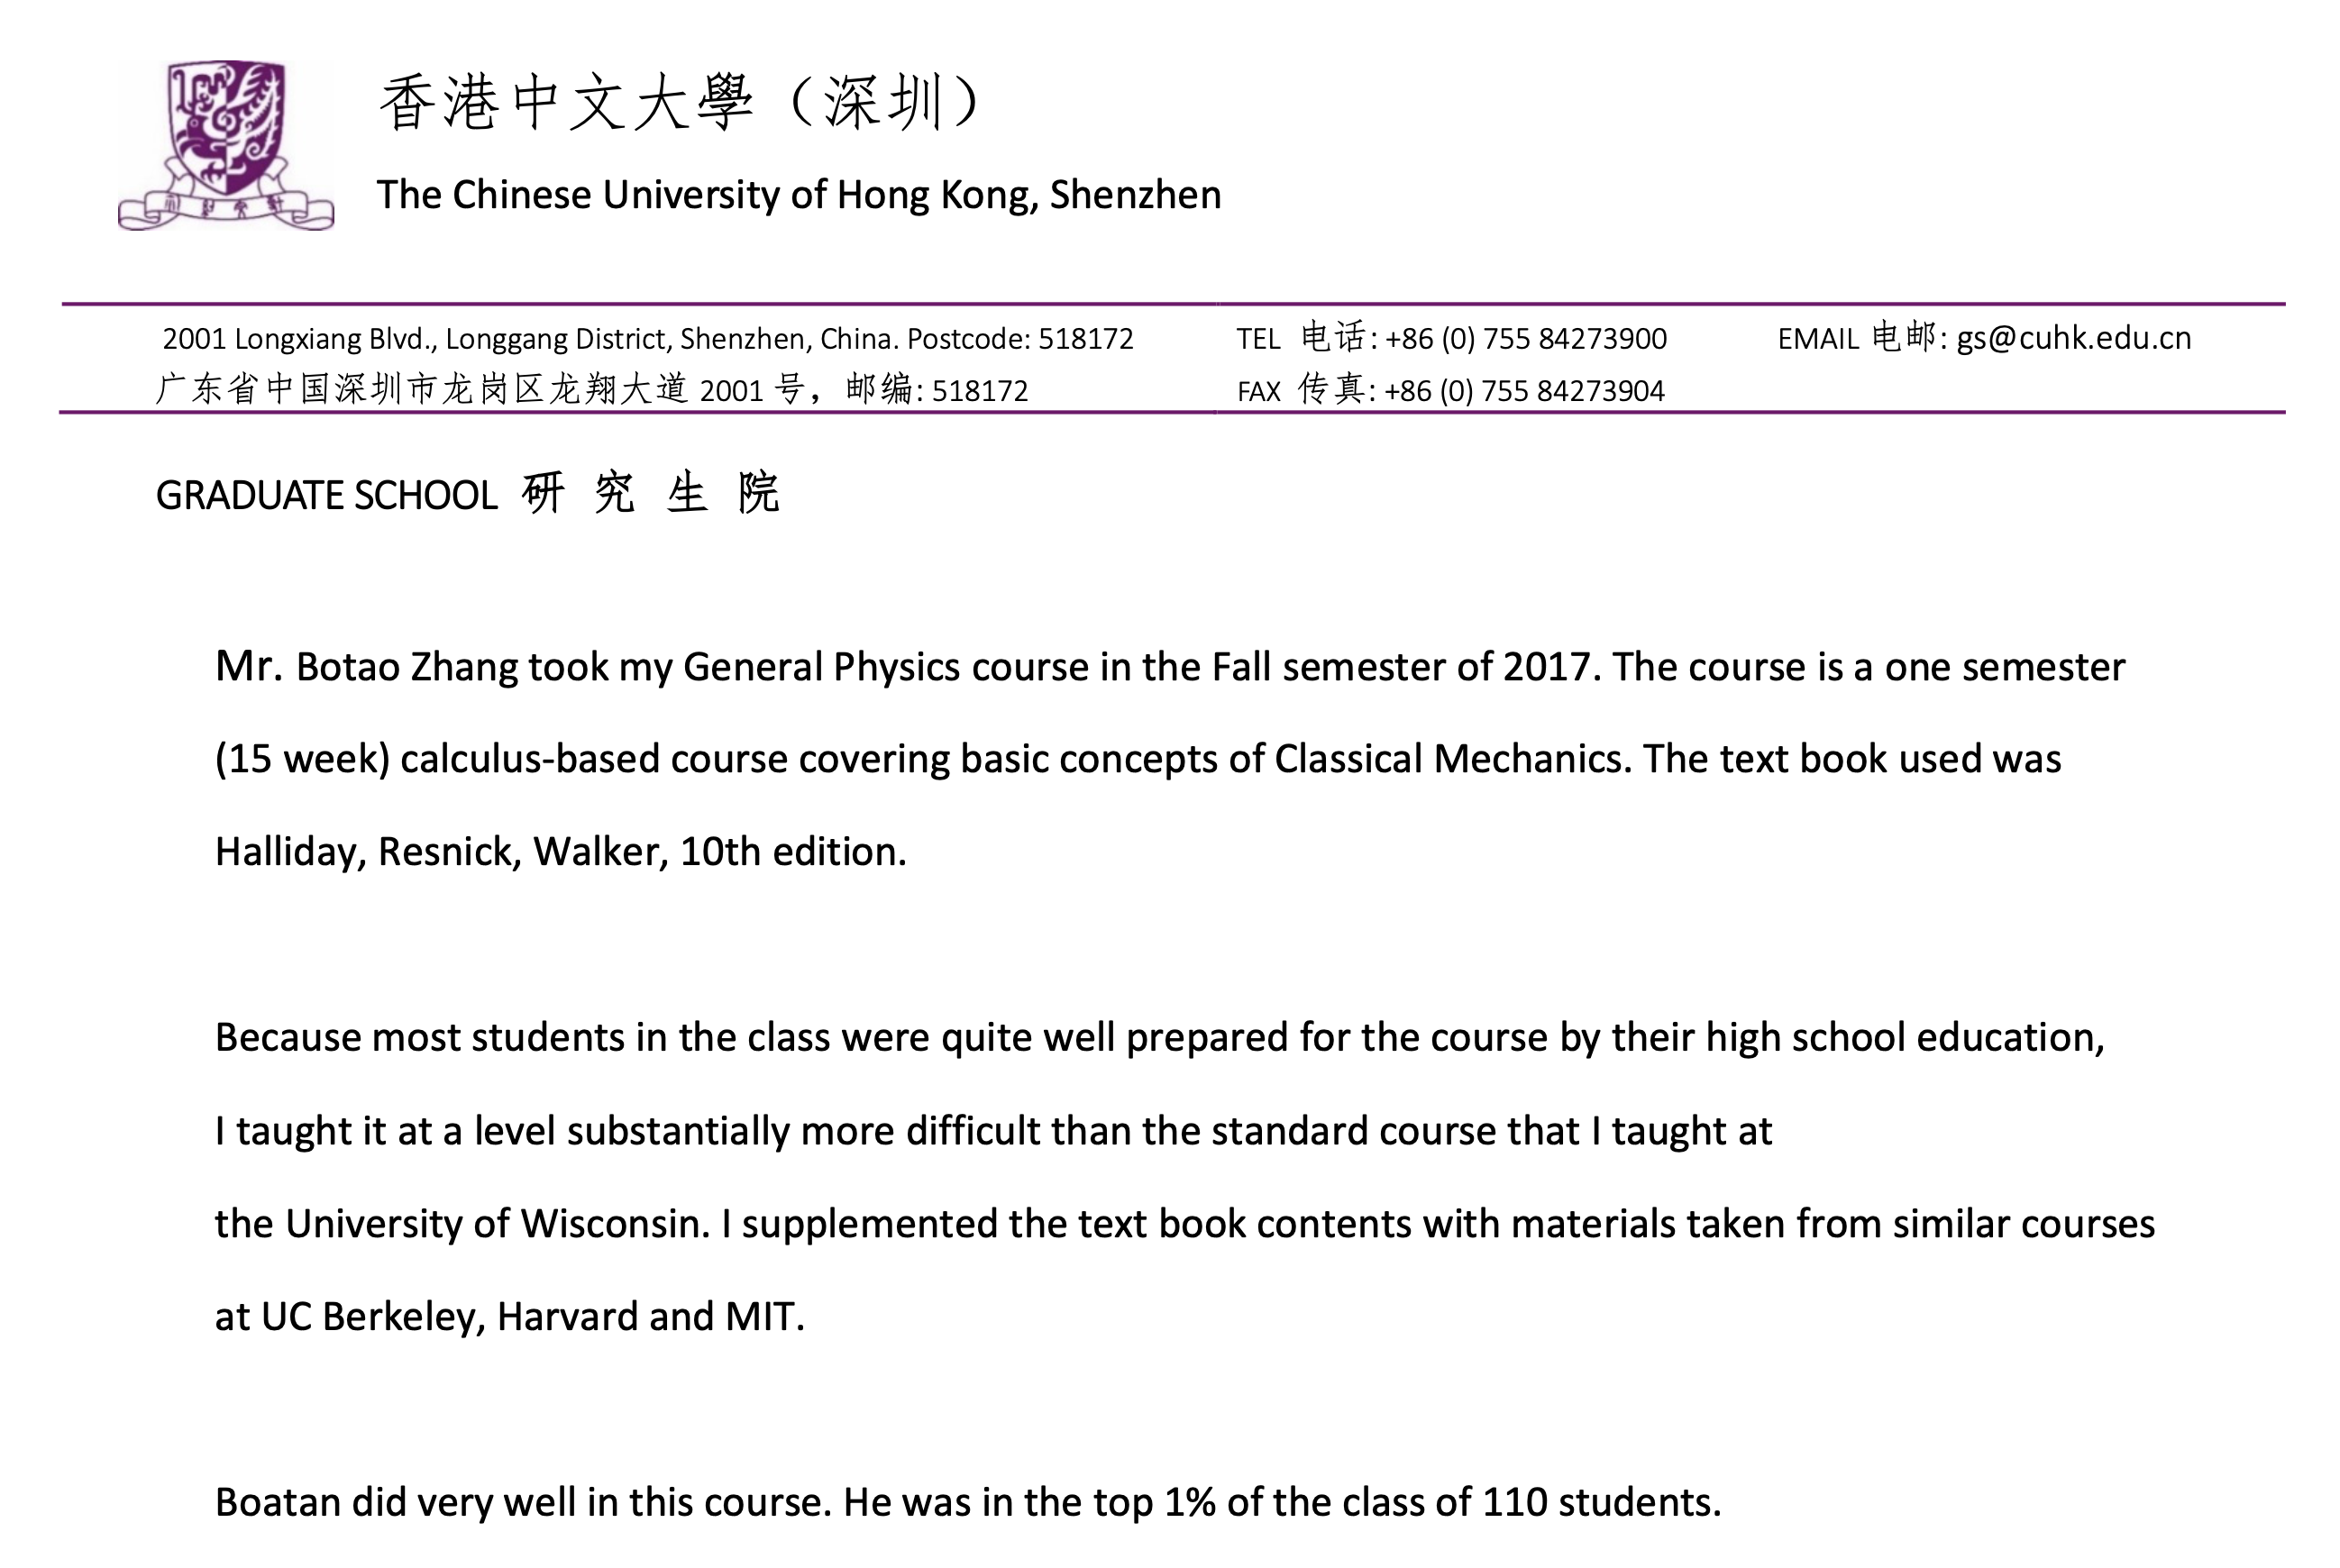 香港中文大學（深圳）
The Chinese University of Hong Kong, Shenzhen
2001 Longxiang Blvd., Longgang District, Shenzhen, China. Postcode: 518172
广东省中国深圳市龙岗区龙翔大道 2001 号，邮编: 518172
TEL 电话: +86 (0) 755 84273900
FAX 传真: +86 (0) 755 84273904
EMAIL 电邮: gs@cuhk.edu.cn
GRADUATE SCHOOL 研 究 生 院
Mr. Botao Zhang took my General Physics course in the Fall semester of 2017. The course is a one semester
(15 week) calculus-based course covering basic concepts of Classical Mechanics. The text book used was
Halliday, Resnick, Walker, 10th edition.
Because most students in the class were quite well prepared for the course by their high school education,
I taught it at a level substantially more difficult than the standard course that I taught at
the University of Wisconsin. I supplemented the text book contents with materials taken from similar courses
at UC Berkeley, Harvard and MIT.
Boatan did very well in this course. He was in the top 1% of the class of 110 students.